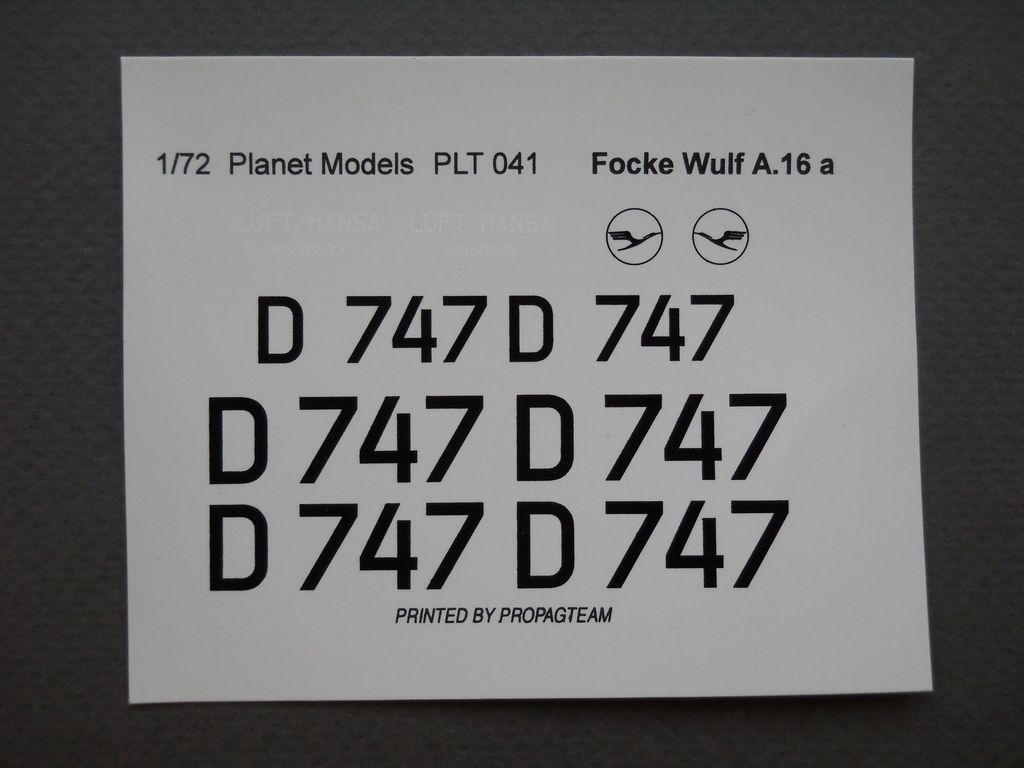 1/72 Planet Models PLT 041 Focke Wulf A.16 a
LUFT HANSA LUFT HANSA
NORDERNEY NORDERNEY
D 747 D 747
D 747 D 747
D 747 D 747
PRINTED BY PROPAGTEAM